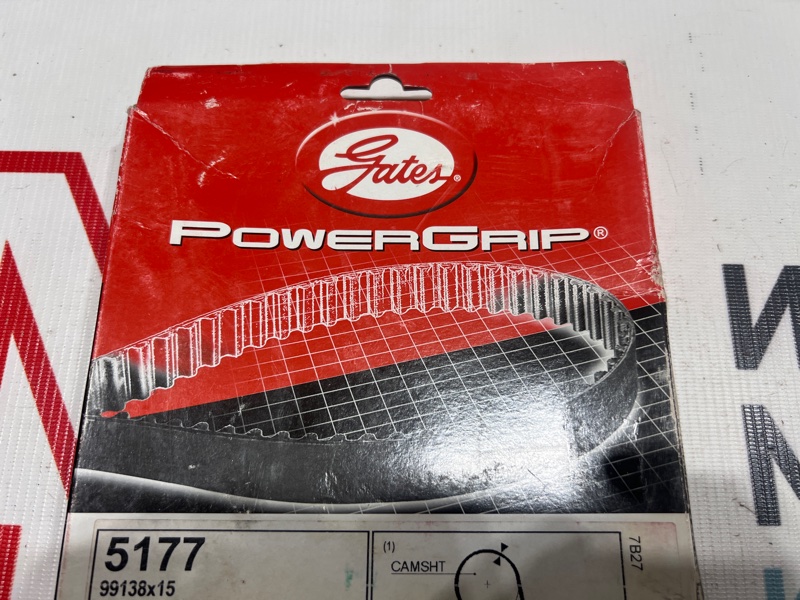 Gates®
POWERGRIP®
5177
99138x15
(1)
CAMSHT
7B27